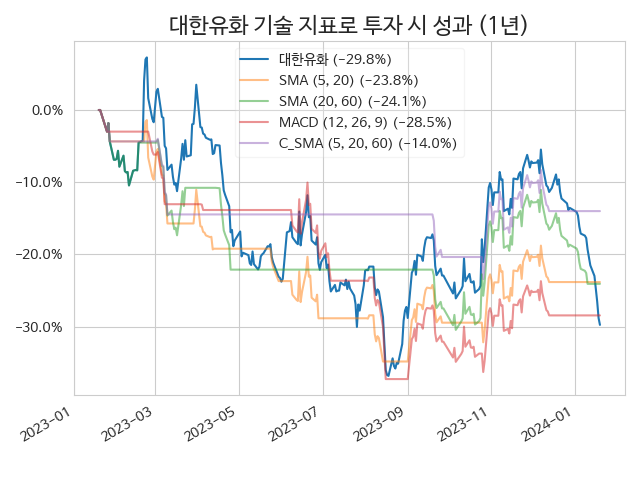 대한유화 기술 지표로 투자 시 성과 (1년)
대한유화 (−29.8%)
SMA (5, 20) (−23.8%)
SMA (20, 60) (−24.1%)
MACD (12, 26, 9) (−28.5%)
C_SMA (5, 20, 60) (−14.0%)
0.0%
−10.0%
−20.0%
−30.0%
2023−01
2023−03
2023−05
2023−07
2023−09
2023−11
2024−01